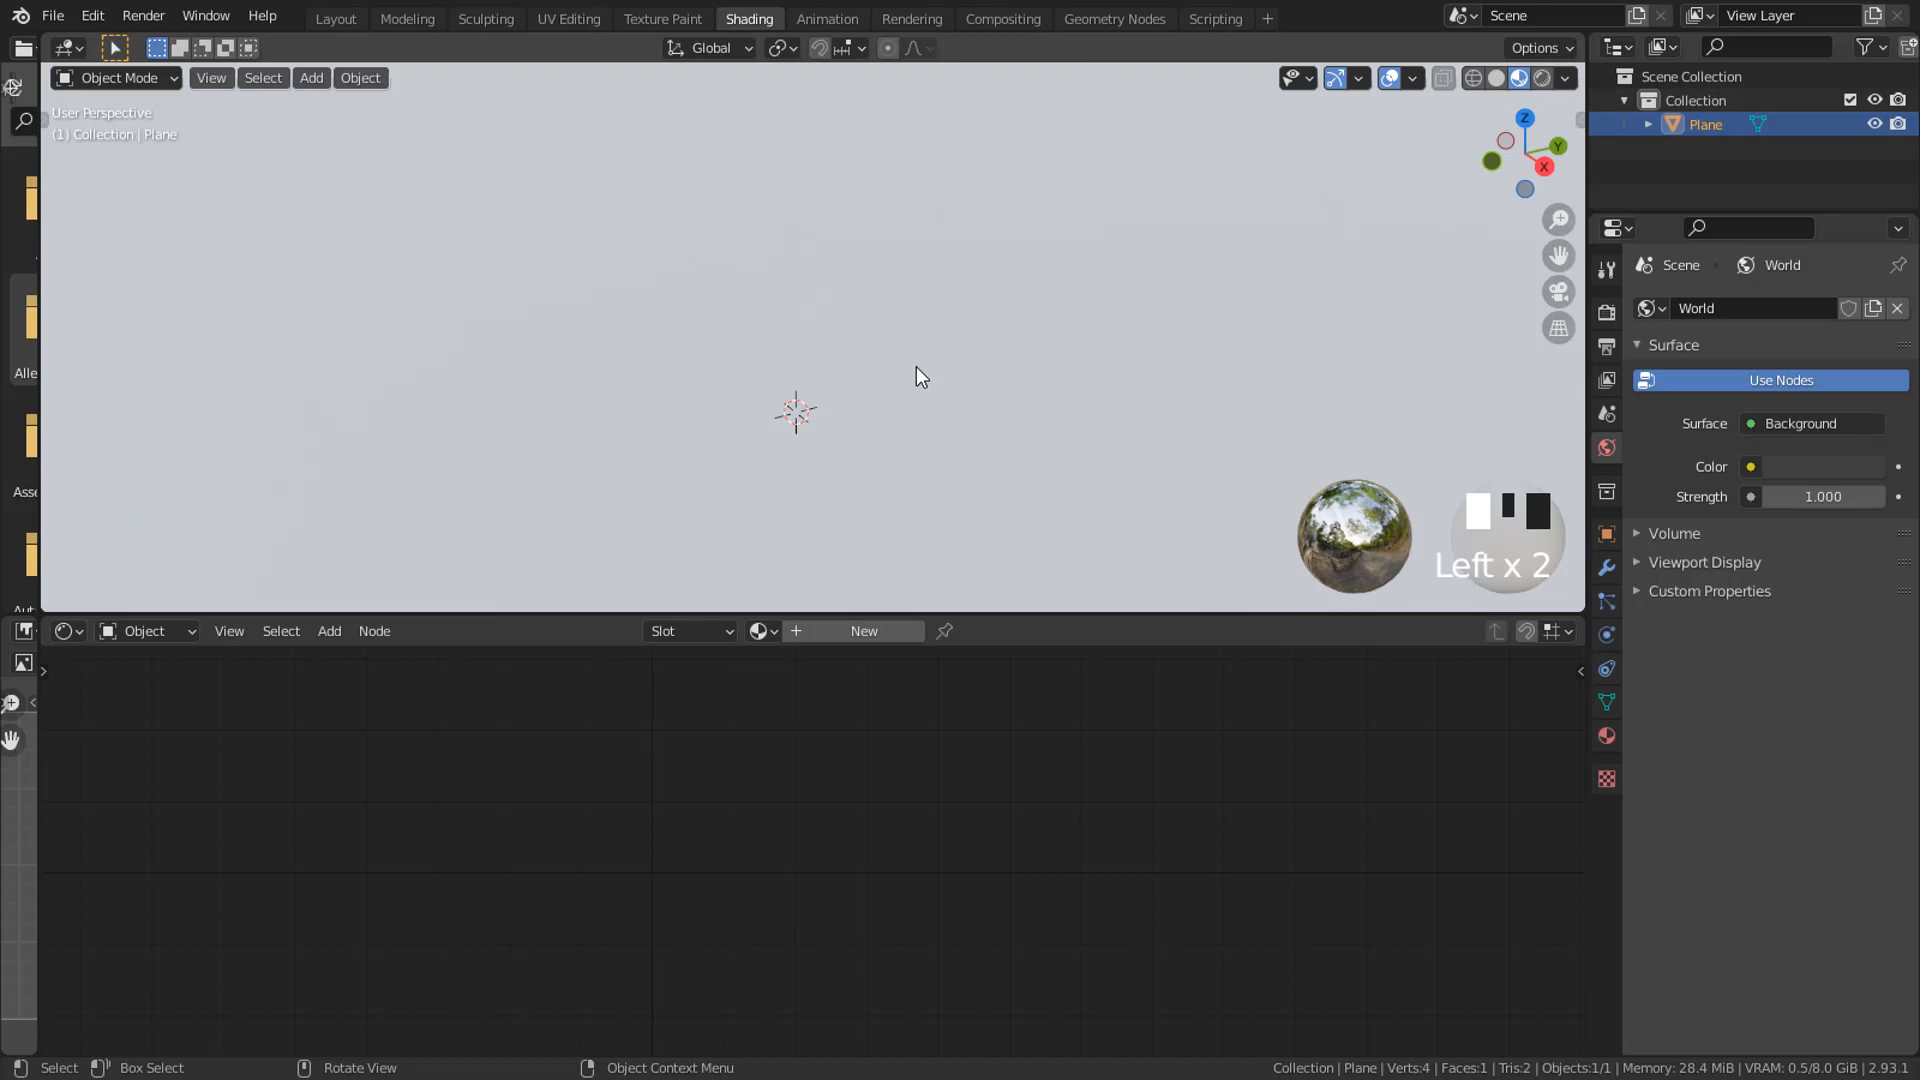 File Edit Render Window Help Layout Modeling Sculpting UV Editing Texture Paint Shading Animation Rendering Compositing Geometry Nodes Scripting + Scene View Layer
Global Options
Object Mode View Select Add Object
User Perspective
(1) Collection | Plane
Z
Y
X
Scene Collection
Collection
Plane
Scene World
World
Surface
Use Nodes
Surface Background
Color
Strength 1.000
Volume
Viewport Display
Custom Properties
Alle
Asse
Left x 2
Object View Select Add Node Slot + New
Select Box Select Rotate View Object Context Menu Collection | Plane | Verts:4 | Faces:1 | Tris:2 | Objects:1/1 | Memory: 28.4 MiB | VRAM: 0.5/8.0 GiB | 2.93.1